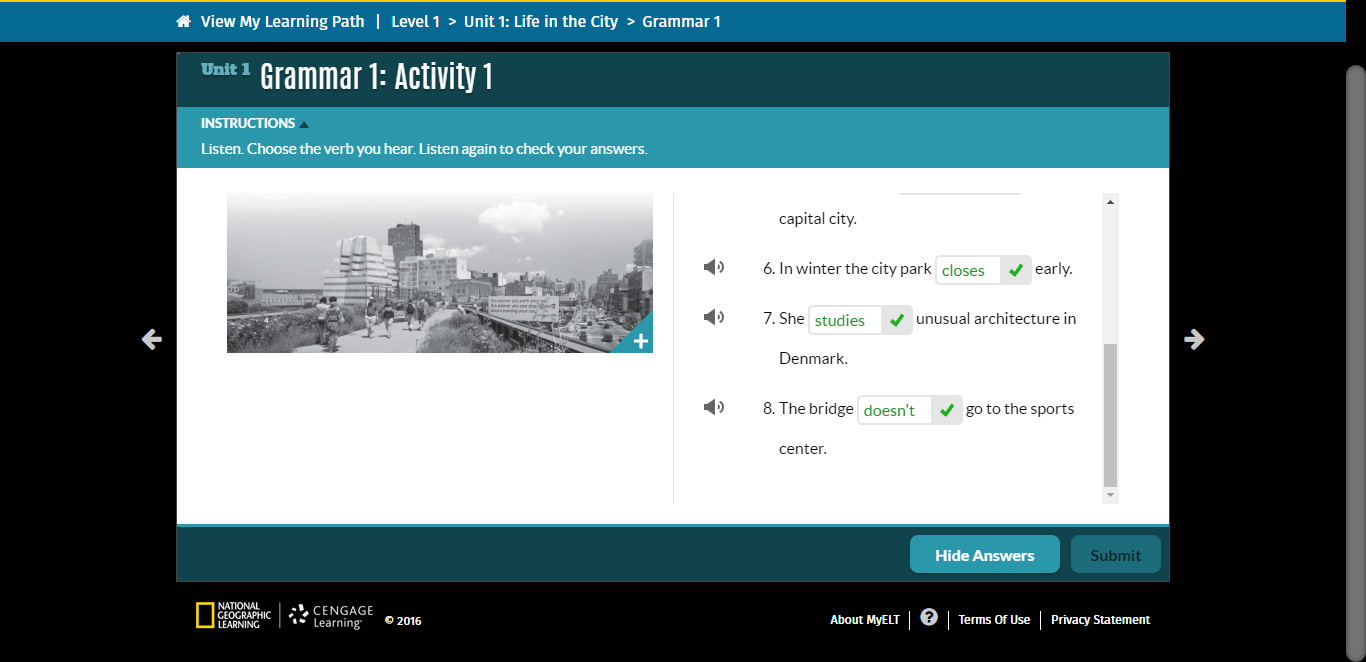 View My Learning Path | Level 1 > Unit 1: Life in the City > Grammar 1
Unit 1 Grammar 1: Activity 1
INSTRUCTIONS
Listen. Choose the verb you hear. Listen again to check your answers.
capital city.
6. In winter the city park closes early.
7. She studies unusual architecture in
Denmark.
8. The bridge doesn't go to the sports
center.
Hide Answers Submit
NATIONAL
GEOGRAPHIC
LEARNING
CENGAGE
Learning
© 2016
About MyELT | ? | Terms Of Use | Privacy Statement